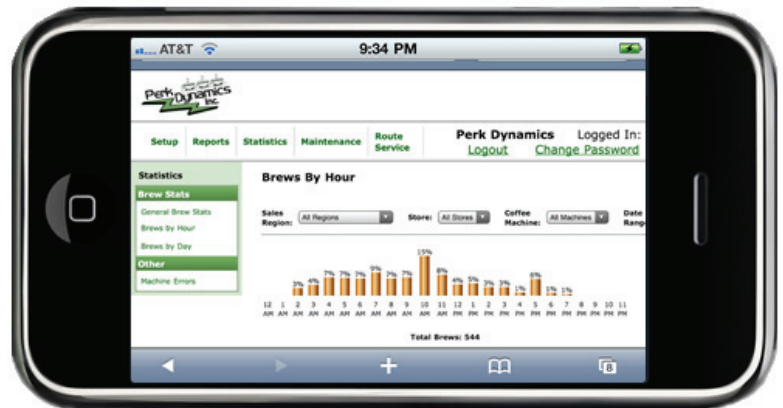 AT&T 9:34 PM
Perk Dynamics Inc
Setup Reports Statistics Maintenance Route Service
Perk Dynamics Logged In:
Logout Change Password
Statistics
Brew Stats
General Brew Stats
Brews by Hour
Brews by Day
Other
Machine Errors
Brews By Hour
Sales Region: All Regions Store: All Stores Coffee Machine: All Machines Date Rang
3% 4% 7% 7% 7% 9% 7% 7% 15% 8% 4% 5% 3% 3% 1% 6% 1% 1%
12 1 2 3 4 5 6 7 8 9 10 11 12 1 2 3 4 5 6 7 8 9 10 11
AM AM AM AM AM AM AM AM AM AM AM AM PM PM PM PM PM PM PM PM PM PM PM PM
Total Brews: 544
8